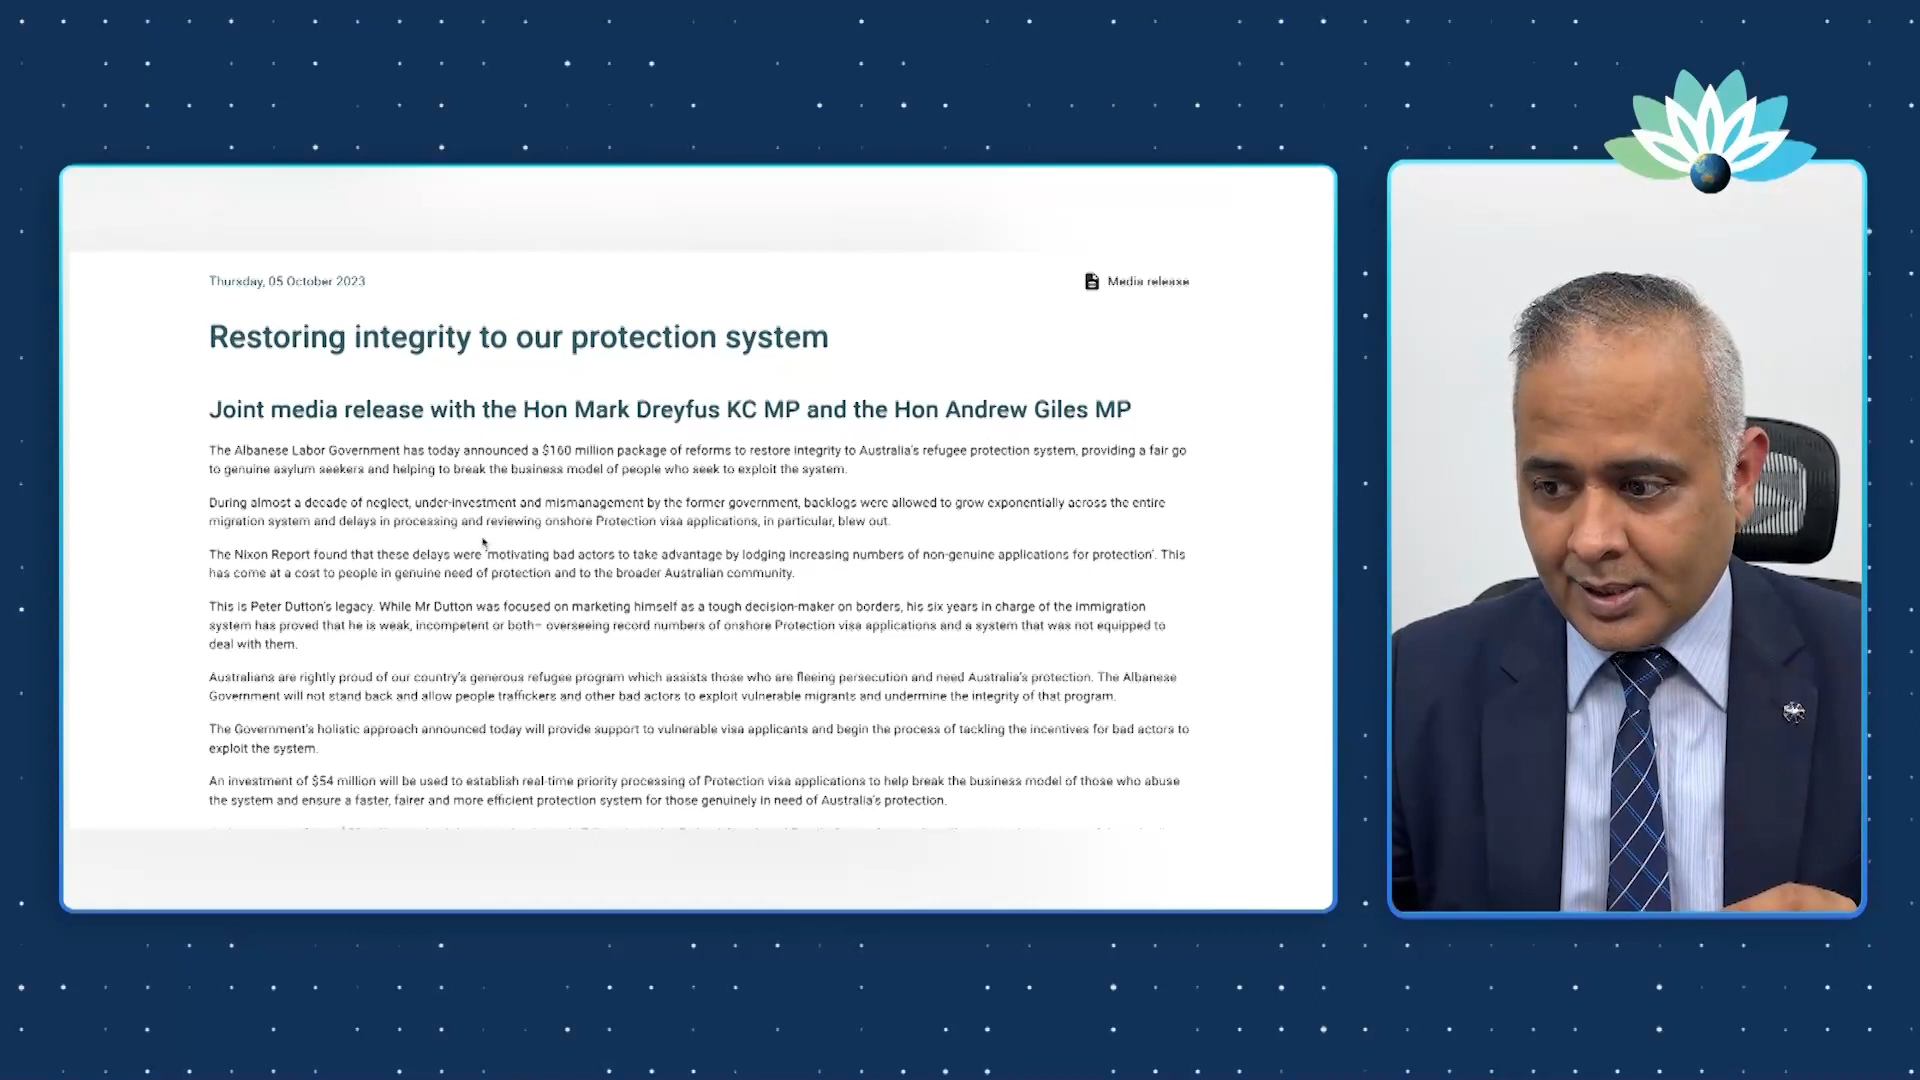 Thursday, 05 October 2023
Media release
Restoring integrity to our protection system
Joint media release with the Hon Mark Dreyfus KC MP and the Hon Andrew Giles MP
The Albanese Labor Government has today announced a $160 million package of reforms to restore integrity to Australia's refugee protection system, providing a fair go
to genuine asylum seekers and helping to break the business model of people who seek to exploit the system.
During almost a decade of neglect, under-investment and mismanagement by the former government, backlogs were allowed to grow exponentially across the entire
migration system and delays in processing and reviewing onshore Protection visa applications, in particular, blew out.
The Nixon Report found that these delays were 'motivating bad actors to take advantage by lodging increasing numbers of non-genuine applications for protection'. This
has come at a cost to people in genuine need of protection and to the broader Australian community.
This is Peter Dutton's legacy. While Mr Dutton was focused on marketing himself as a tough decision-maker on borders, his six years in charge of the immigration
system has proved that he is weak, incompetent or both– overseeing record numbers of onshore Protection visa applications and a system that was not equipped to
deal with them.
Australians are rightly proud of our country's generous refugee program which assists those who are fleeing persecution and need Australia's protection. The Albanese
Government will not stand back and allow people traffickers and other bad actors to exploit vulnerable migrants and undermine the integrity of that program.
The Government's holistic approach announced today will provide support to vulnerable visa applicants and begin the process of tackling the incentives for bad actors to
exploit the system.
An investment of $54 million will be used to establish real-time priority processing of Protection visa applications to help break the business model of those who abuse
the system and ensure a faster, fairer and more efficient protection system for those genuinely in need of Australia's protection.